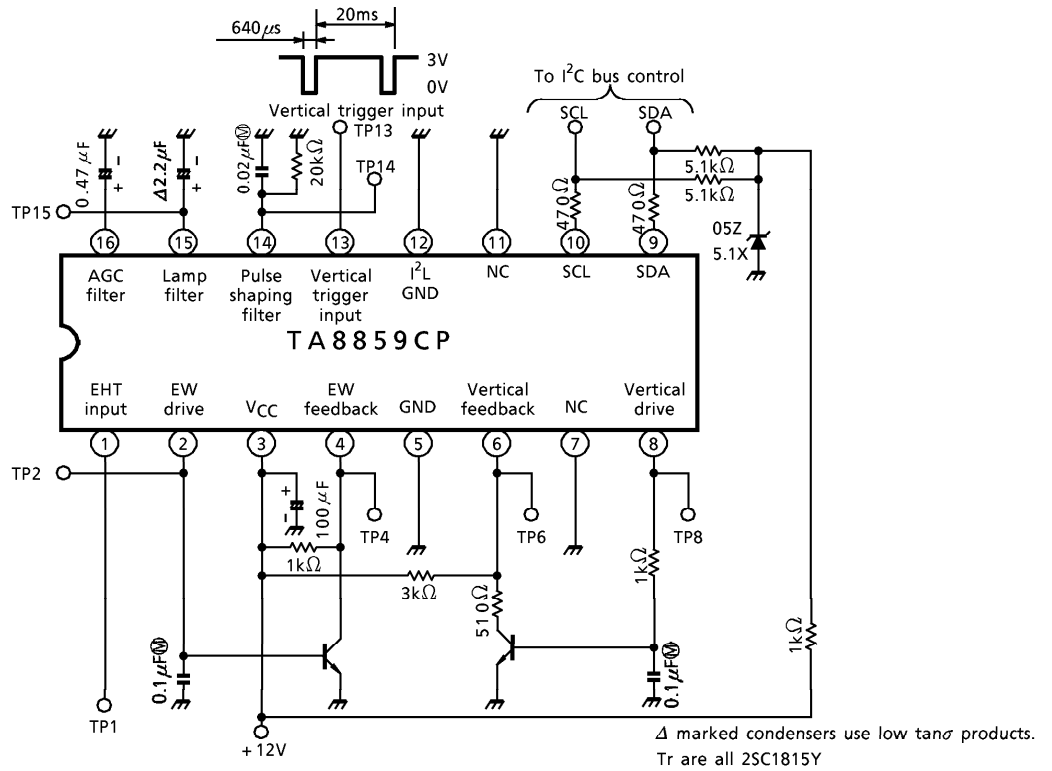 20ms
640μs
3V
0V
Vertical trigger input
TP13
To I²C bus control
SCL
SDA
0.47μF
- +
Δ2.2μF
- +
0.02μFⓂ
20kΩ
TP14
TP15
470Ω
470Ω
5.1kΩ
5.1kΩ
05Z
5.1X
16 15 14 13 12 11 10 9
AGC
filter
Lamp
filter
Pulse
shaping
filter
Vertical
trigger
input
I²L
GND
NC
SCL
SDA
TA8859CP
EHT
input
EW
drive
VCC
EW
feedback
GND
Vertical
feedback
NC
Vertical
drive
1 2 3 4 5 6 7 8
TP2
+ -
100μF
TP4
TP6
TP8
1kΩ
3kΩ
510Ω
1kΩ
1kΩ
0.1μFⓂ
0.1μFⓂ
TP1
+12V
Δ marked condensers use low tanσ products.
Tr are all 2SC1815Y